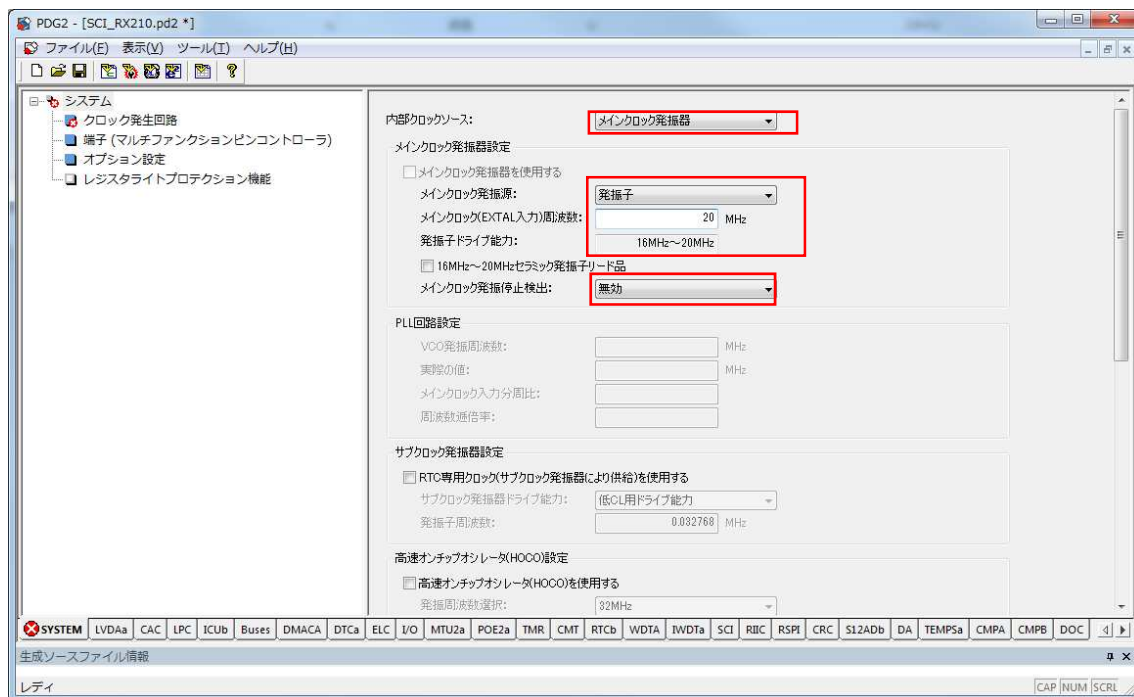 PDG2 - [SCI_RX210.pd2 *]
ファイル(F) 表示(V) ツール(T) ヘルプ(H)
システム
クロック発生回路
端子 (マルチファンクションピンコントローラ)
オプション設定
レジスタライトプロテクション機能
内部クロックソース: メインクロック発振器
メインクロック発振器設定
メインクロック発振器を使用する
メインクロック発振源: 発振子
メインクロック(EXTAL入力)周波数: 20 MHz
発振子ドライブ能力: 16MHz～20MHz
16MHz～20MHzセラミック発振子リード品
メインクロック発振停止検出: 無効
PLL回路設定
VCO発振周波数: MHz
実際の値: MHz
メインクロック入力分周比:
周波数逓倍率:
サブクロック発振器設定
RTC専用クロック(サブクロック発振器により供給)を使用する
サブクロック発振器ドライブ能力: 低CL用ドライブ能力
発振子周波数: 0.032768 MHz
高速オンチップオシレータ(HOCO)設定
高速オンチップオシレータ(HOCO)を使用する
発振周波数選択: 32MHz
SYSTEM LVDAa CAC LPC ICUb Buses DMACA DTCa ELC I/O MTU2a POE2a TMR CMT RTCb WDTA IWDTa SCI RIIC RSPI CRC S12ADb DA TEMPSa CMPA CMPB DOC
生成ソースファイル情報
レディ CAP NUM SCRL